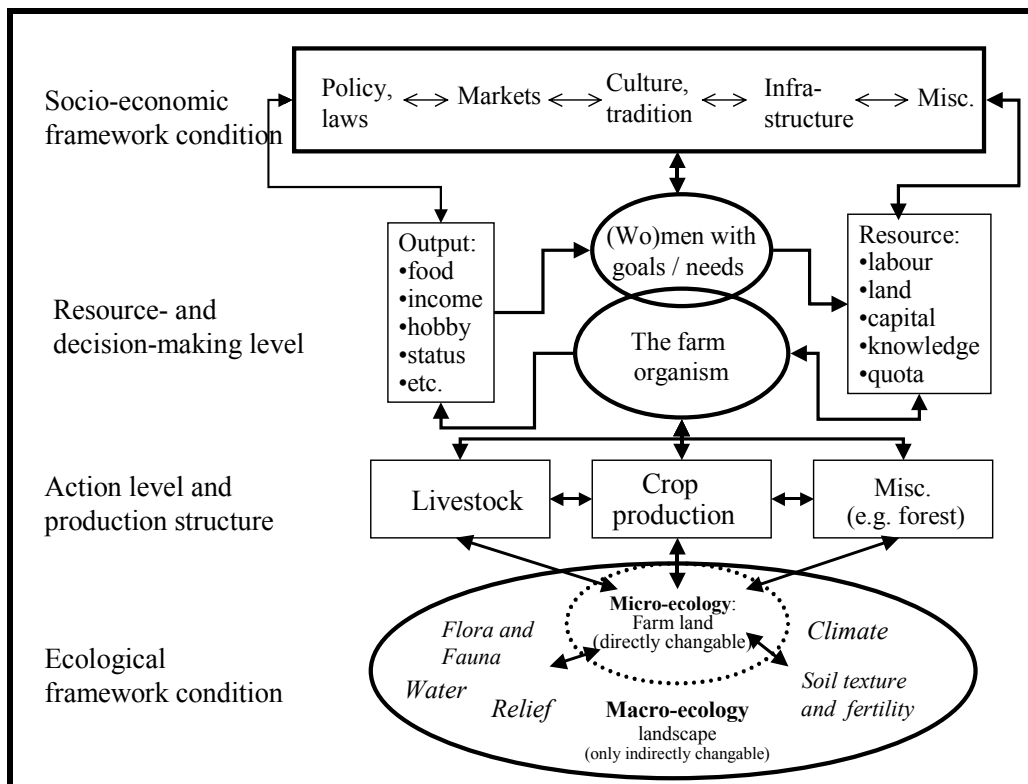 Socio-economic
framework condition
Policy,
laws
Markets
Culture,
tradition
Infra-
structure
Misc.
Resource- and
decision-making level
Output:
•food
•income
•hobby
•status
•etc.
(Wo)men with
goals / needs
The farm
organism
Resource:
•labour
•land
•capital
•knowledge
•quota
Action level and
production structure
Livestock
Crop
production
Misc.
(e.g. forest)
Ecological
framework condition
Micro-ecology:
Farm land
(directly changable)
Flora and
Fauna
Climate
Water
Relief
Soil texture
and fertility
Macro-ecology
landscape
(only indirectly changable)